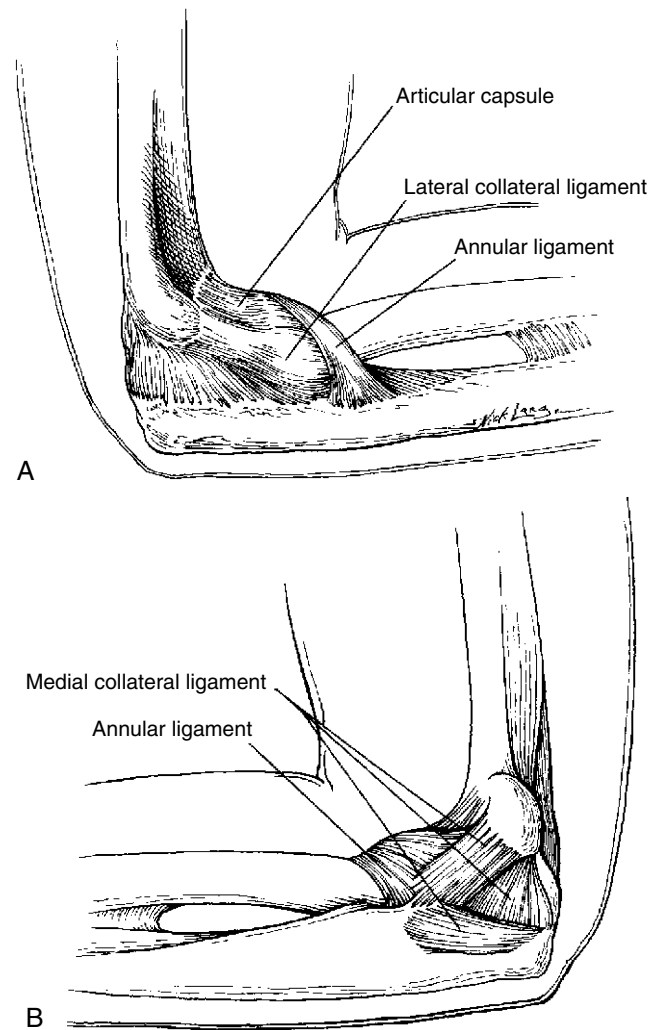 Articular capsule
Lateral collateral ligament
Annular ligament
A
Medial collateral ligament
Annular ligament
B